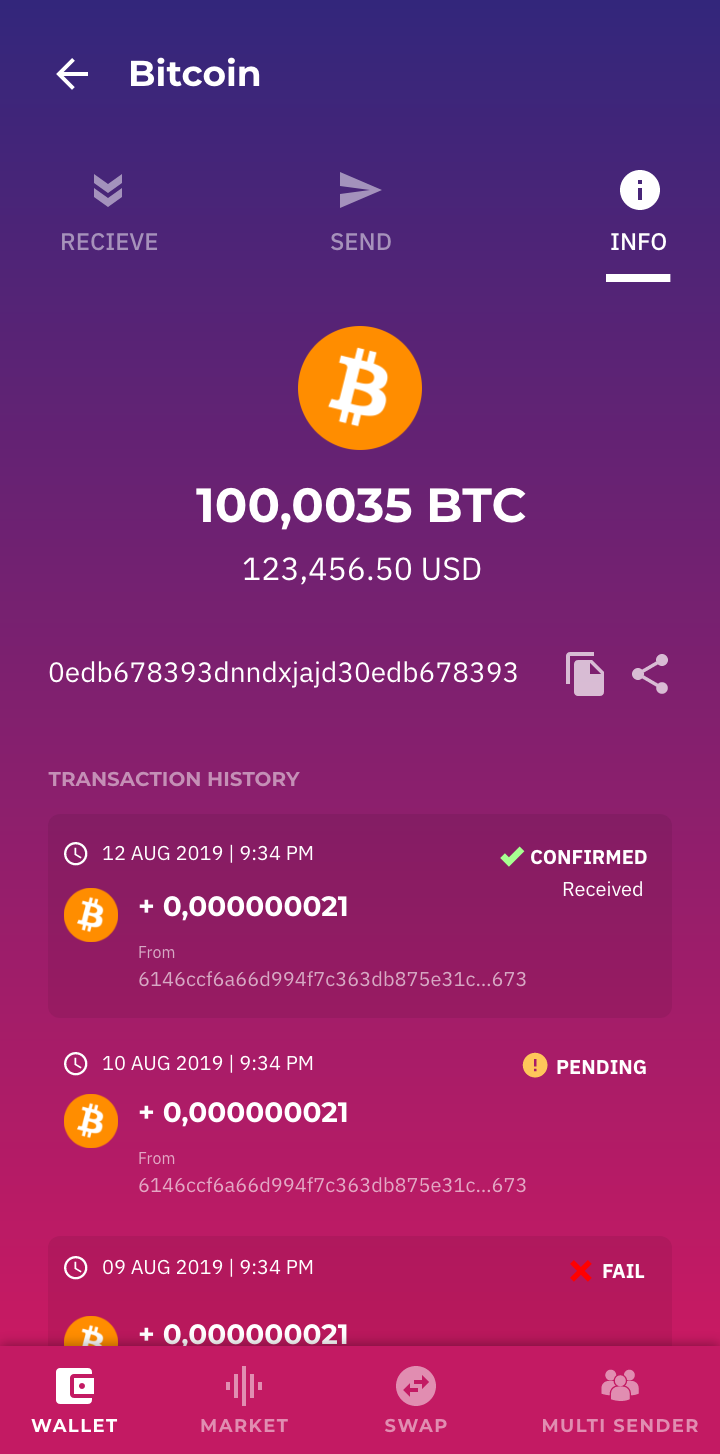 Bitcoin
RECIEVE
SEND
INFO
100,0035 BTC
123,456.50 USD
0edb678393dnndxjajd30edb678393
TRANSACTION HISTORY
12 AUG 2019 | 9:34 PM
CONFIRMED
Received
+ 0,000000021
From
6146ccf6a66d994f7c363db875e31c...673
10 AUG 2019 | 9:34 PM
PENDING
+ 0,000000021
From
6146ccf6a66d994f7c363db875e31c...673
09 AUG 2019 | 9:34 PM
FAIL
+ 0,000000021
WALLET
MARKET
SWAP
MULTI SENDER